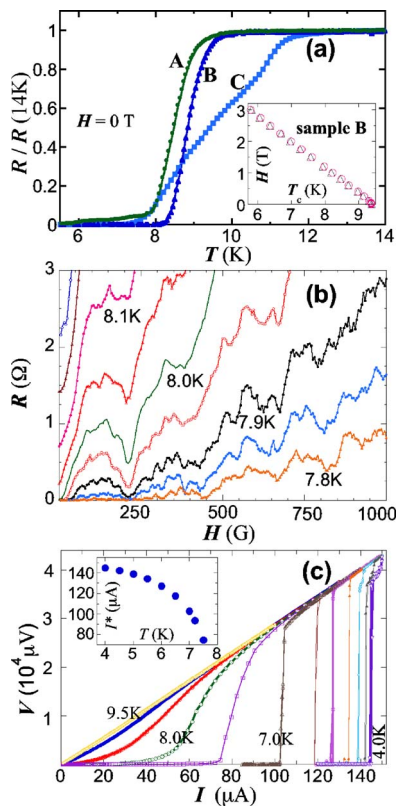 (a)
A
B
C
H = 0 T
sample B
H (T)
3
2
1
0
6 7 8 9
T_c (K)
R / R (14K)
1
0.8
0.6
0.4
0.2
0
6 8 10 12 14
T (K)
(b)
8.1K
8.0K
7.9K
7.8K
R (Ω)
3
2
1
0
250 500 750 1000
H (G)
(c)
I* (μA)
140
120
100
80
4 5 6 7 8
T (K)
9.5K
8.0K
7.0K
4.0K
V (10⁴ μV)
4
3
2
1
0 20 40 60 80 100 120 140
I (μA)